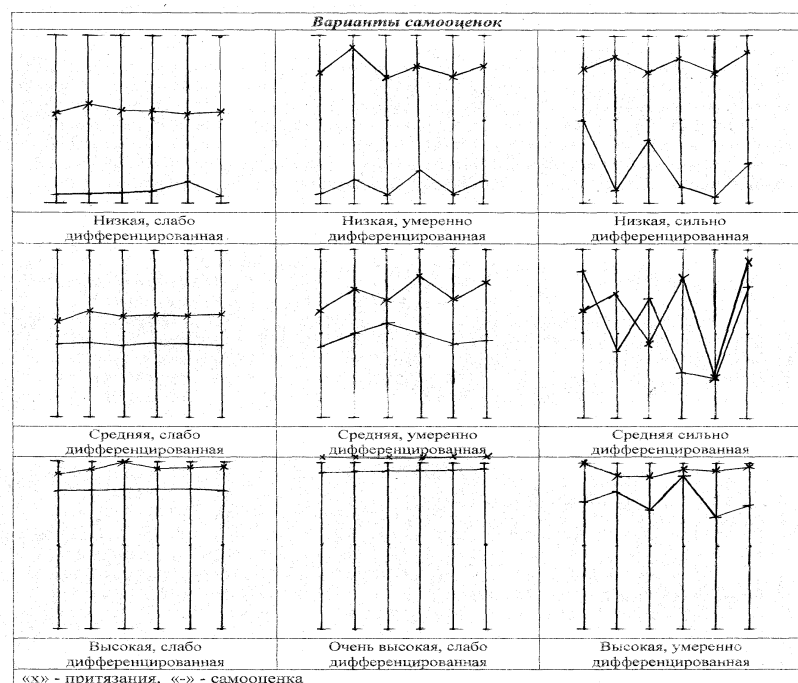 Варианты самооценок
Низкая, слабо
дифференцированная
Низкая, умеренно
дифференцированная
Низкая, сильно
дифференцированная
Средняя, слабо
дифференцированная
Средняя, умеренно
дифференцированная
Средняя сильно
дифференцированная
Высокая, слабо
дифференцированная
Очень высокая, слабо
дифференцированная
Высокая, умеренно
дифференцированная
«х» - притязания, «-» - самооценка